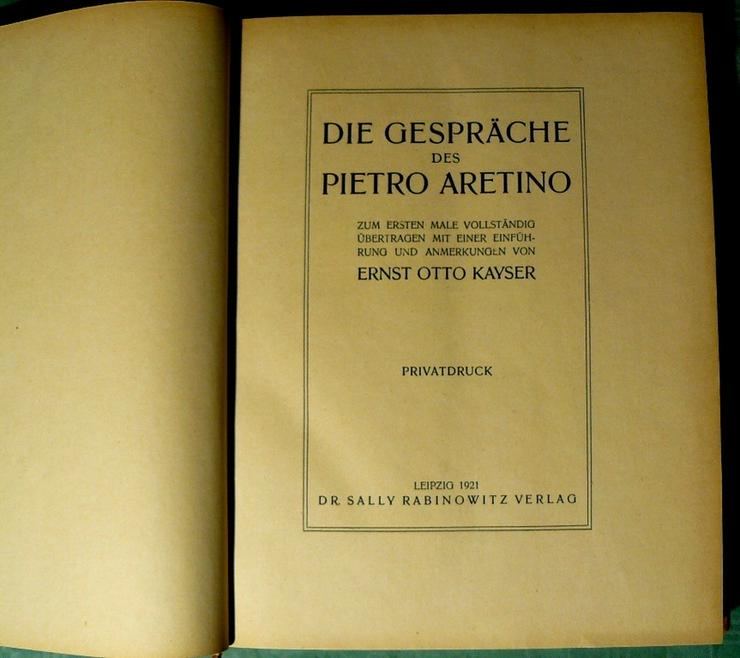 DIE GESPRÄCHE
DES
PIETRO ARETINO
ZUM ERSTEN MALE VOLLSTÄNDIG
ÜBERTRAGEN MIT EINER EINFÜH-
RUNG UND ANMERKUNGEN VON
ERNST OTTO KAYSER
PRIVATDRUCK
LEIPZIG 1921
DR. SALLY RABINOWITZ VERLAG